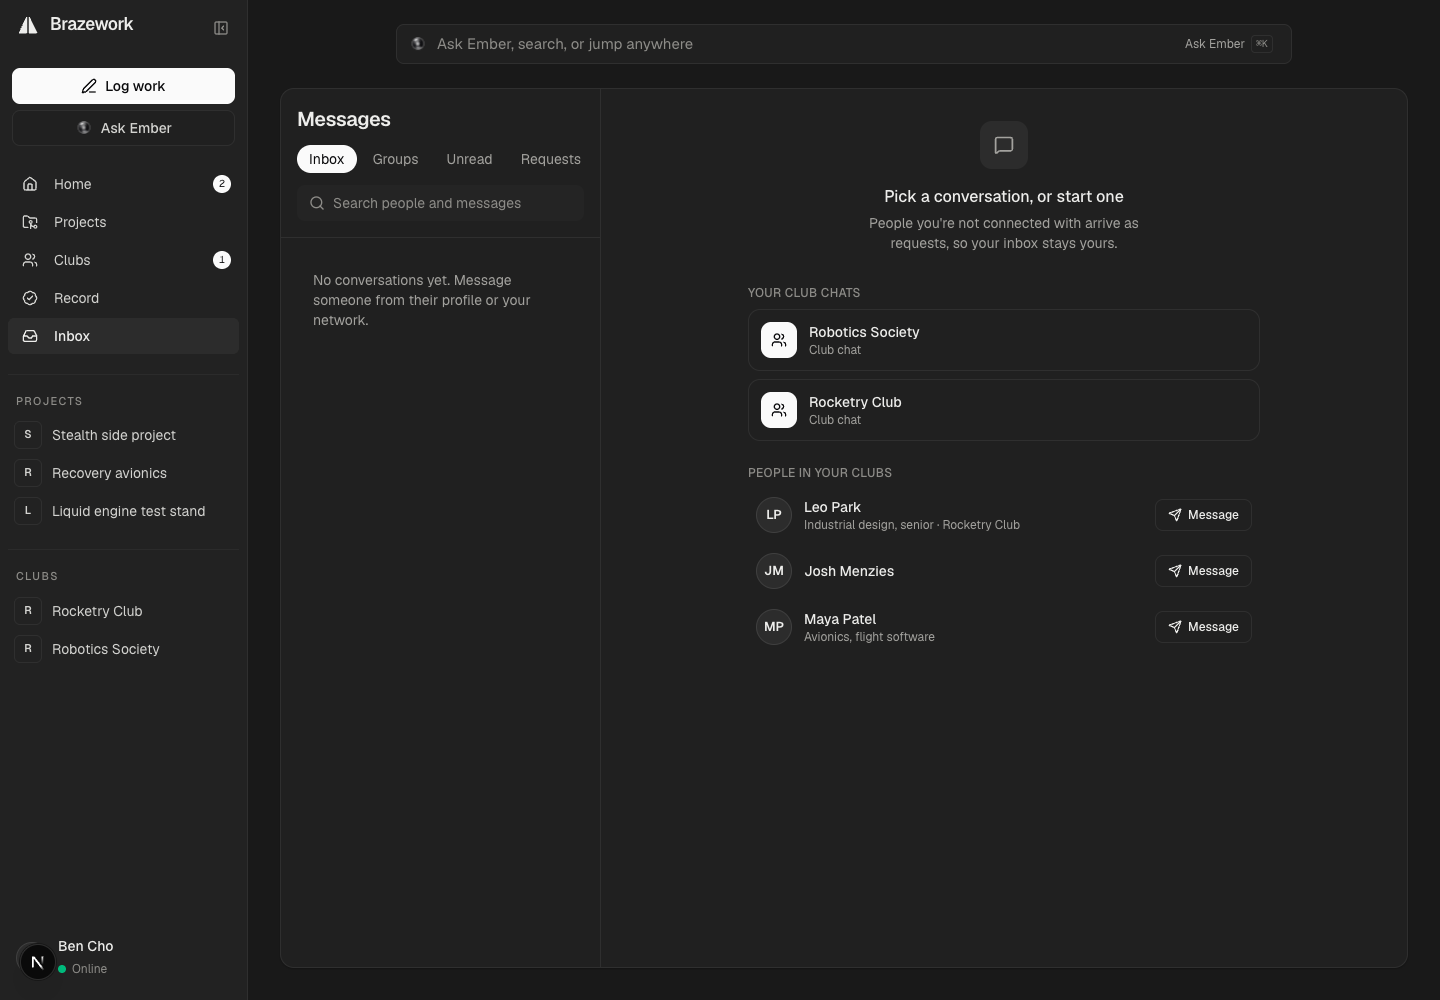 Brazework
Log work
Ask Ember
Home
2
Projects
Clubs
1
Record
Inbox
PROJECTS
S
Stealth side project
R
Recovery avionics
L
Liquid engine test stand
CLUBS
R
Rocketry Club
R
Robotics Society
N
Ben Cho
Online
Ask Ember, search, or jump anywhere
Ask Ember
⌘K
Messages
Inbox
Groups
Unread
Requests
Search people and messages
No conversations yet. Message
someone from their profile or your
network.
Pick a conversation, or start one
People you're not connected with arrive as
requests, so your inbox stays yours.
YOUR CLUB CHATS
Robotics Society
Club chat
Rocketry Club
Club chat
PEOPLE IN YOUR CLUBS
LP
Leo Park
Industrial design, senior · Rocketry Club
Message
JM
Josh Menzies
Message
MP
Maya Patel
Avionics, flight software
Message